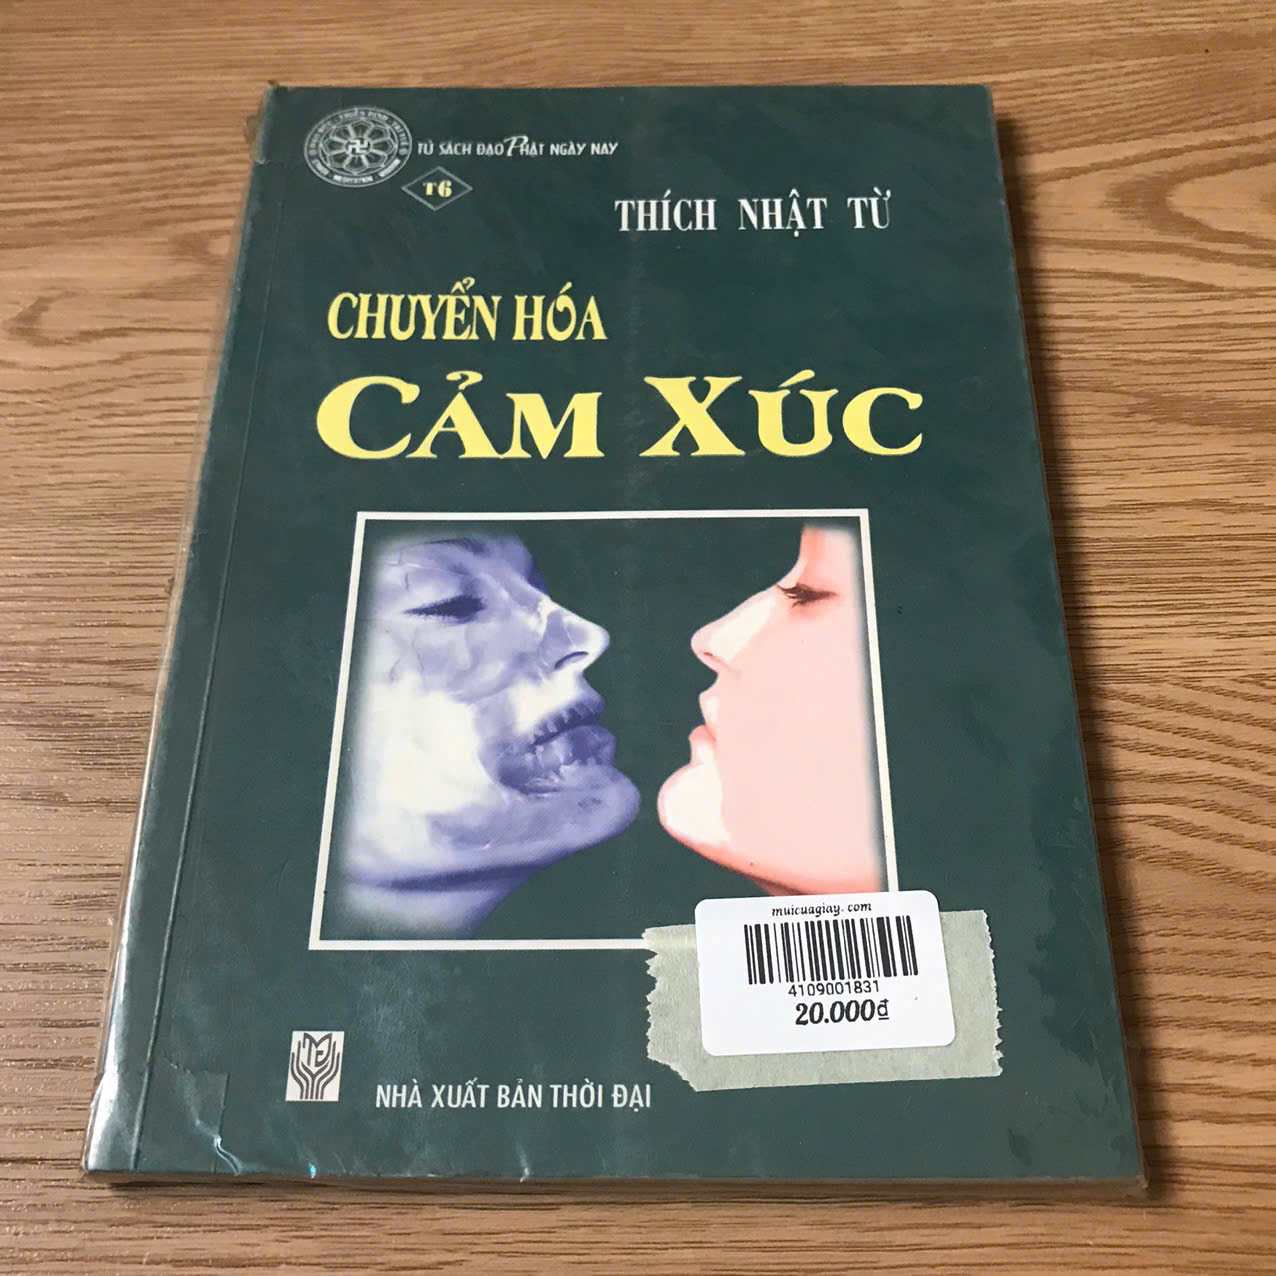 TỦ SÁCH ĐẠO PHẬT NGÀY NAY
T6
THÍCH NHẬT TỪ
CHUYỂN HÓA
CẢM XÚC
muicuagiay.com
4109001831
20.000đ
NHÀ XUẤT BẢN THỜI ĐẠI